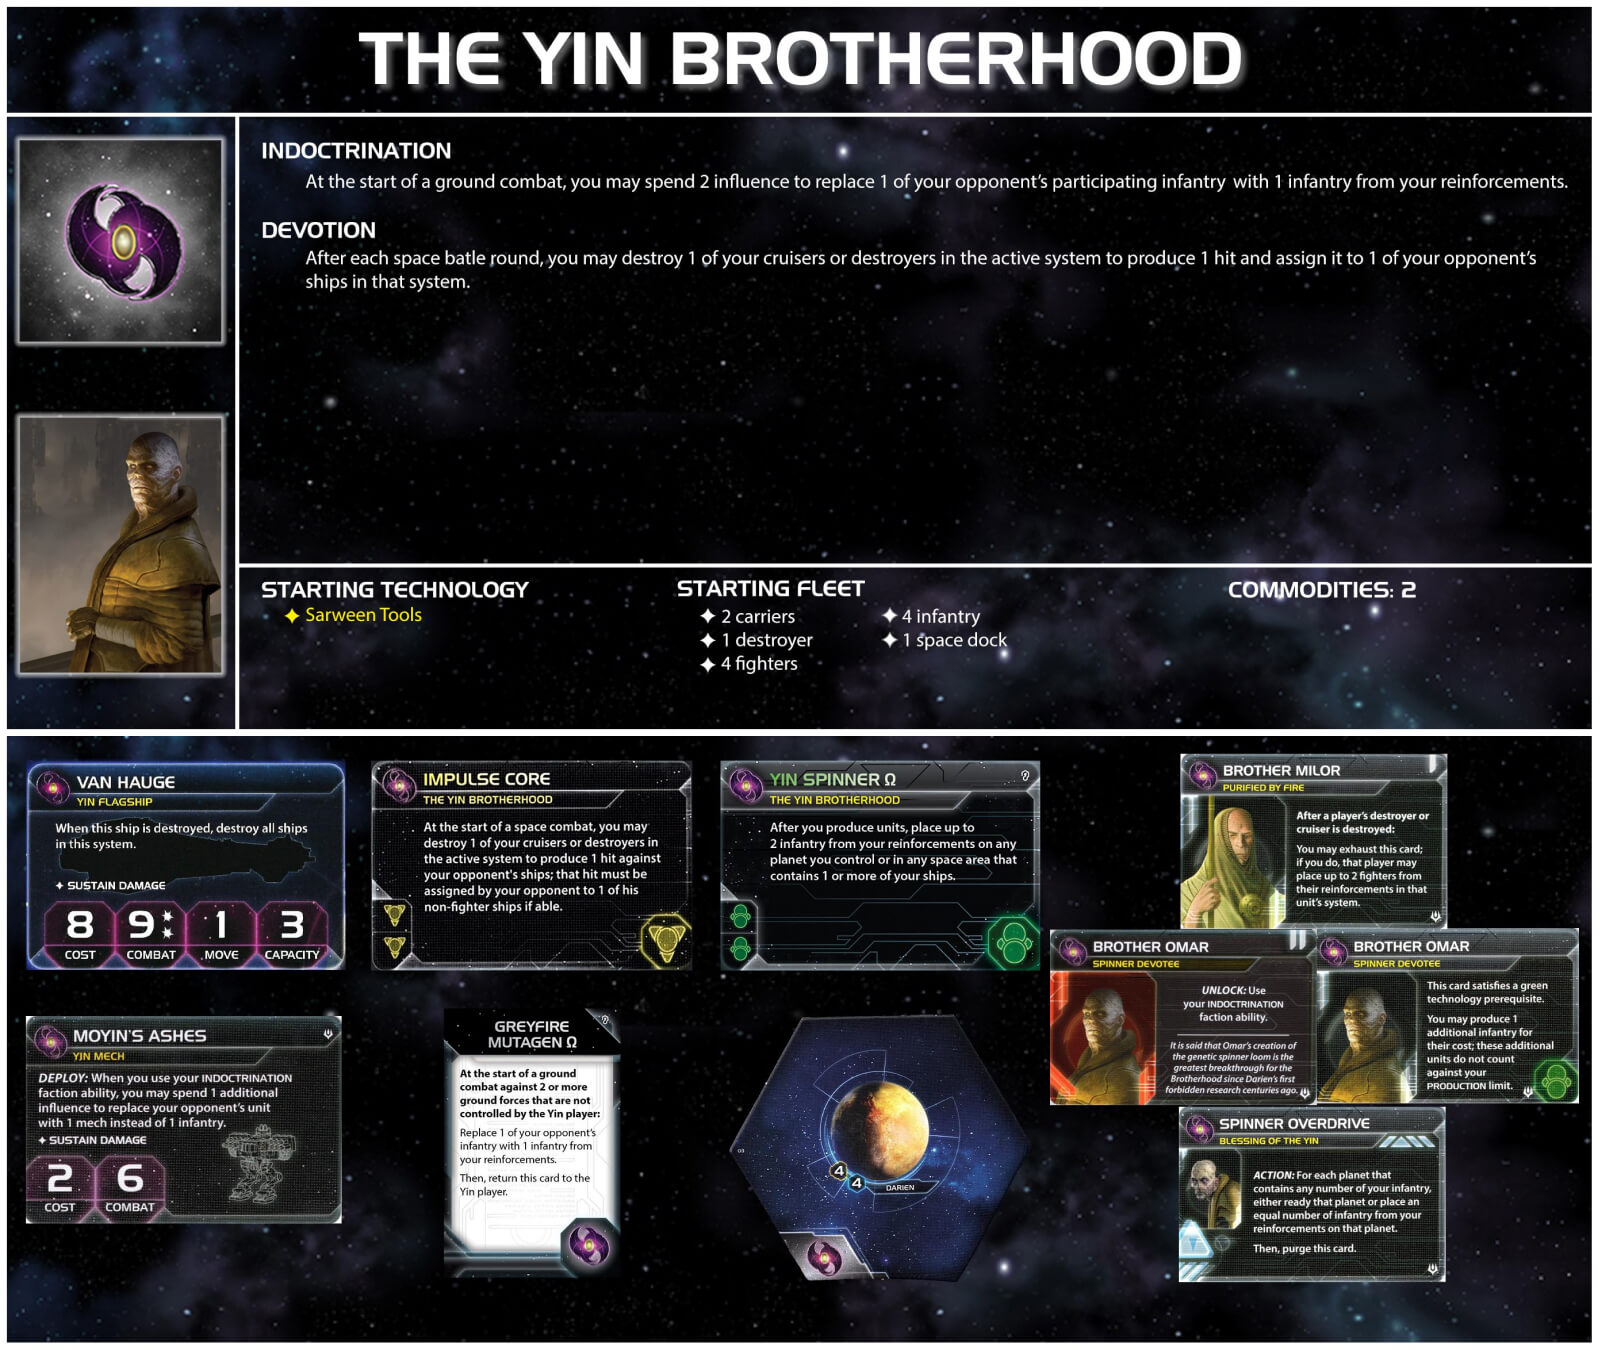 THE YIN BROTHERHOOD
INDOCTRINATION
At the start of a ground combat, you may spend 2 influence to replace 1 of your opponent's participating infantry with 1 infantry from your reinforcements.
DEVOTION
After each space batle round, you may destroy 1 of your cruisers or destroyers in the active system to produce 1 hit and assign it to 1 of your opponent's
ships in that system.
STARTING TECHNOLOGY
Sarween Tools
STARTING FLEET
2 carriers
1 destroyer
4 fighters
4 infantry
1 space dock
COMMODITIES: 2
VAN HAUGE
YIN FLAGSHIP
When this ship is destroyed, destroy all ships
in this system.
SUSTAIN DAMAGE
8 9 1 3
COST COMBAT MOVE CAPACITY
IMPULSE CORE
THE YIN BROTHERHOOD
At the start of a space combat, you may
destroy 1 of your cruisers or destroyers in
the active system to produce 1 hit against
your opponent's ships; that hit must be
assigned by your opponent to 1 of his
non-fighter ships if able.
YIN SPINNER Ω
THE YIN BROTHERHOOD
After you produce units, place up to
2 infantry from your reinforcements on any
planet you control or in any space area that
contains 1 or more of your ships.
BROTHER MILOR
PURIFIED BY FIRE
After a player's destroyer or
cruiser is destroyed:
You may exhaust this card;
if you do, that player may
place up to 2 fighters from
their reinforcements in that
unit's system.
BROTHER OMAR
SPINNER DEVOTEE
UNLOCK: Use
your INDOCTRINATION
faction ability.
It is said that Omar's creation of
the genetic spinner loom is the
greatest breakthrough for the
Brotherhood since Darien's first
forbidden research centuries ago.
BROTHER OMAR
SPINNER DEVOTEE
This card satisfies a green
technology prerequisite.
You may produce 1
additional infantry for
their cost; these additional
units do not count
against your
PRODUCTION limit.
MOYIN'S ASHES
YIN MECH
DEPLOY: When you use your INDOCTRINATION
faction ability, you may spend 1 additional
influence to replace your opponent's unit
with 1 mech instead of 1 infantry.
SUSTAIN DAMAGE
2 6
COST COMBAT
GREYFIRE
MUTAGEN Ω
At the start of a ground
combat against 2 or more
ground forces that are not
controlled by the Yin player:
Replace 1 of your opponent's
infantry with 1 infantry from
your reinforcements.
Then, return this card to the
Yin player.
03
4
4
DARIEN
SPINNER OVERDRIVE
BLESSING OF THE YIN
ACTION: For each planet that
contains any number of your infantry,
either ready that planet or place an
equal number of infantry from your
reinforcements on that planet.
Then, purge this card.